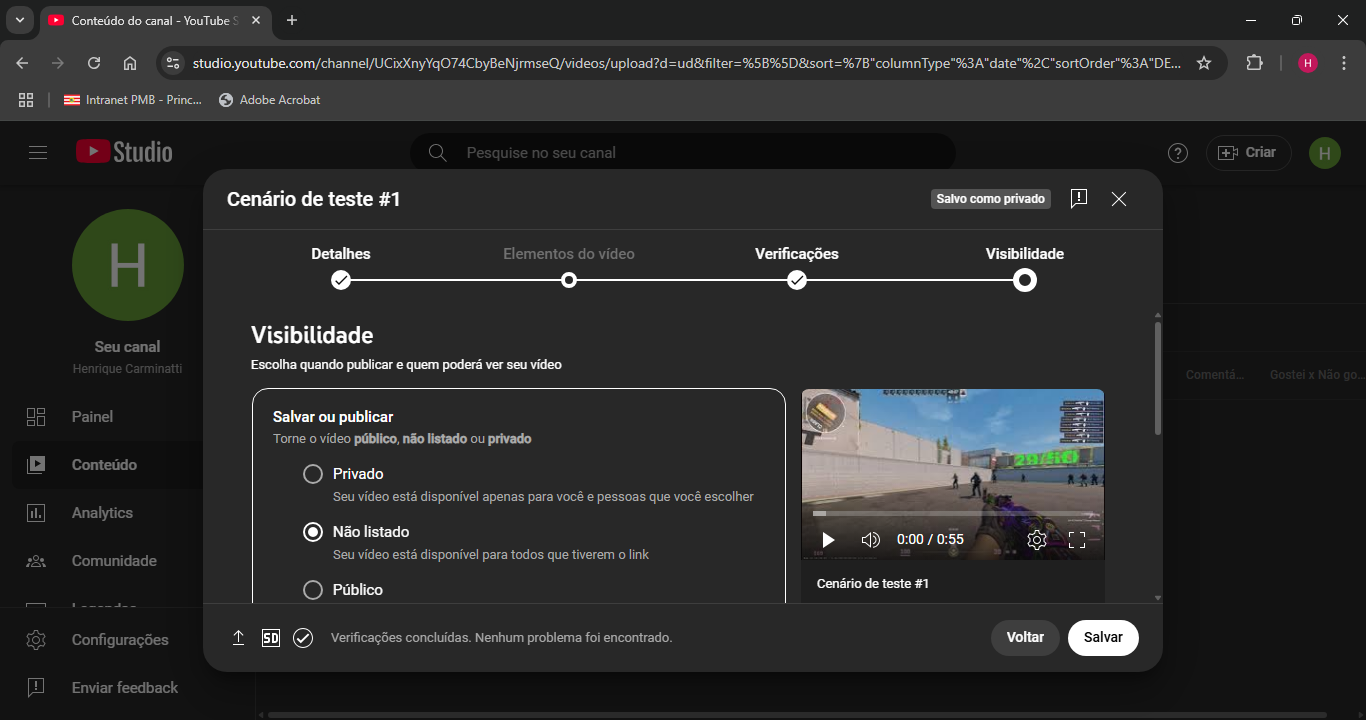 Conteúdo do canal - YouTube S
studio.youtube.com/channel/UCixXnyYqO74CbyBeNjrmseQ/videos/upload?d=ud&filter=%5B%5D&sort=%7B"columnType"%3A"date"%2C"sortOrder"%3A"DE...
H
Intranet PMB - Princ...
Adobe Acrobat
Studio
Pesquise no seu canal
Criar
H
Cenário de teste #1
Salvo como privado
Detalhes
Elementos do vídeo
Verificações
Visibilidade
H
Seu canal
Henrique Carminatti
Painel
Conteúdo
Analytics
Comunidade
Legendas
Configurações
Enviar feedback
Visibilidade
Escolha quando publicar e quem poderá ver seu vídeo
Salvar ou publicar
Torne o vídeo público, não listado ou privado
Privado
Seu vídeo está disponível apenas para você e pessoas que você escolher
Não listado
Seu vídeo está disponível para todos que tiverem o link
Público
0:00 / 0:55
Cenário de teste #1
Comentá...
Gostei x Não go...
SD
Verificações concluídas. Nenhum problema foi encontrado.
Voltar
Salvar